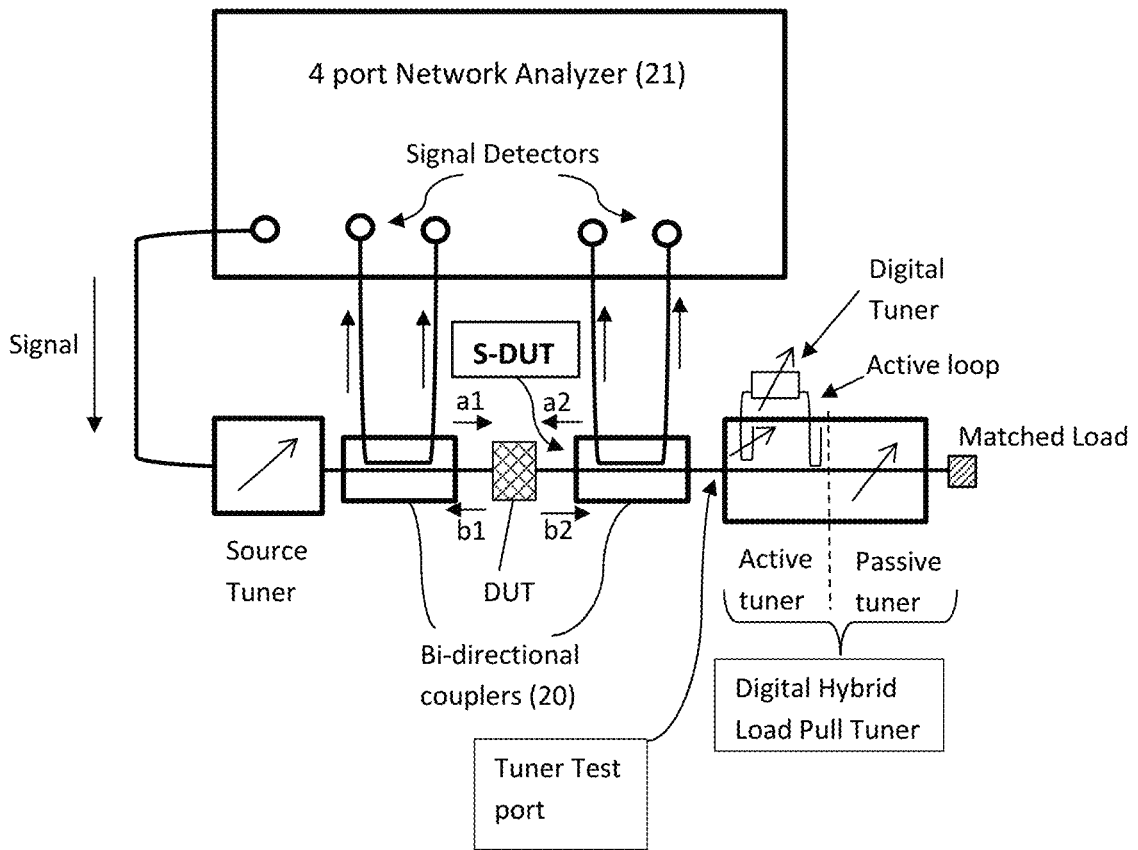 4 port Network Analyzer (21)
Signal Detectors
Digital
Tuner
Signal
S-DUT
Active loop
a1
a2
Matched Load
b1
b2
Source
Tuner
DUT
Active
tuner
Passive
tuner
Bi-directional
couplers (20)
Digital Hybrid
Load Pull Tuner
Tuner Test
port